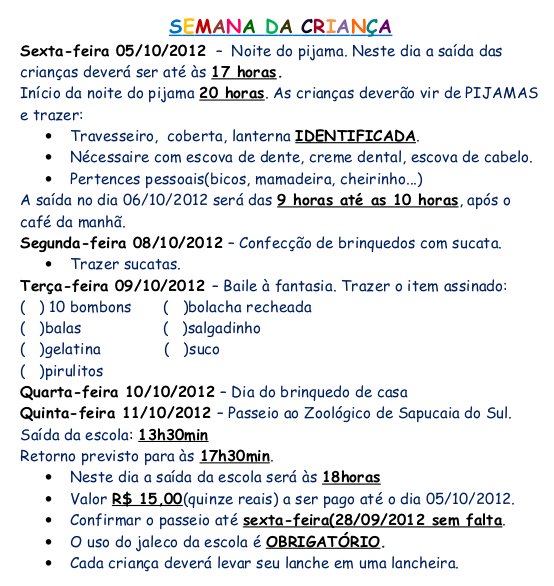 SEMANA DA CRIANÇA
Sexta-feira 05/10/2012 – Noite do pijama. Neste dia a saída das
crianças deverá ser até às 17 horas.
Início da noite do pijama 20 horas. As crianças deverão vir de PIJAMAS
e trazer:
• Travesseiro, coberta, lanterna IDENTIFICADA.
• Nécessaire com escova de dente, creme dental, escova de cabelo.
• Pertences pessoais(bicos, mamadeira, cheirinho...)
A saída no dia 06/10/2012 será das 9 horas até as 10 horas, após o
café da manhã.
Segunda-feira 08/10/2012 – Confecção de brinquedos com sucata.
• Trazer sucatas.
Terça-feira 09/10/2012 – Baile à fantasia. Trazer o item assinado:
( ) 10 bombons ( )bolacha recheada
( )balas ( )salgadinho
( )gelatina ( )suco
( )pirulitos
Quarta-feira 10/10/2012 – Dia do brinquedo de casa
Quinta-feira 11/10/2012 – Passeio ao Zoológico de Sapucaia do Sul.
Saída da escola: 13h30min
Retorno previsto para às 17h30min.
• Neste dia a saída da escola será às 18horas
• Valor R$ 15,00(quinze reais) a ser pago até o dia 05/10/2012.
• Confirmar o passeio até sexta-feira(28/09/2012 sem falta.
• O uso do jaleco da escola é OBRIGATÓRIO.
• Cada criança deverá levar seu lanche em uma lancheira.